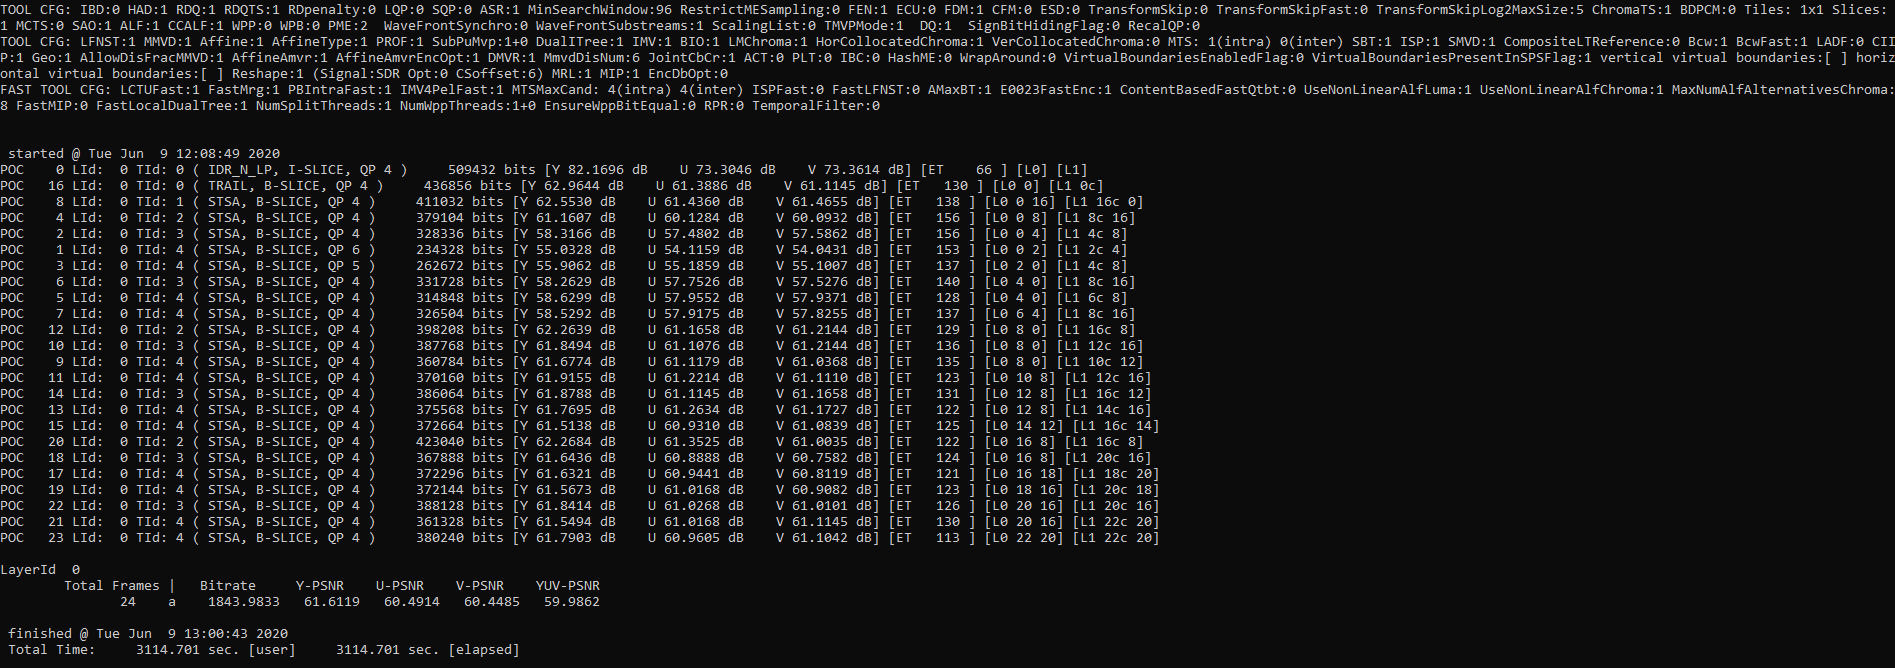 TOOL CFG: IBD:0 HAD:1 RDQ:1 RDQTS:1 RDpenalty:0 LQP:0 SQP:0 ASR:1 MinSearchWindow:96 RestrictMESampling:0 FEN:1 ECU:0 FDM:1 CFM:0 ESD:0 TransformSkip:0 TransformSkipFast:0 TransformSkipLog2MaxSize:5 ChromaTS:1 BDPCM:0 Tiles: 1x1 Slices:
1 MCTS:0 SAO:1 ALF:1 CCALF:1 WPP:0 WPB:0 PME:2  WaveFrontSynchro:0 WaveFrontSubstreams:1 ScalingList:0 TMVPMode:1  DQ:1  SignBitHidingFlag:0 RecalQP:0
TOOL CFG: LFNST:1 MMVD:1 Affine:1 AffineType:1 PROF:1 SubPuMvp:1+0 DualITree:1 IMV:1 BIO:1 LMChroma:1 HorCollocatedChroma:1 VerCollocatedChroma:0 MTS: 1(intra) 0(inter) SBT:1 ISP:1 SMVD:1 CompositeLTReference:0 Bcw:1 BcwFast:1 LADF:0 CII
P:1 Geo:1 AllowDisFracMMVD:1 AffineAmvr:1 AffineAmvrEncOpt:1 DMVR:1 MmvdDisNum:6 JointCbCr:1 ACT:0 PLT:0 IBC:0 HashME:0 WrapAround:0 VirtualBoundariesEnabledFlag:0 VirtualBoundariesPresentInSPSFlag:1 vertical virtual boundaries:[ ] horiz
ontal virtual boundaries:[ ] Reshape:1 (Signal:SDR Opt:0 CSoffset:6) MRL:1 MIP:1 EncDbOpt:0
FAST TOOL CFG: LCTUFast:1 FastMrg:1 PBIntraFast:1 IMV4PelFast:1 MTSMaxCand: 4(intra) 4(inter) ISPFast:0 FastLFNST:0 AMaxBT:1 E0023FastEnc:1 ContentBasedFastQtbt:0 UseNonLinearAlfLuma:1 UseNonLinearAlfChroma:1 MaxNumAlfAlternativesChroma:
8 FastMIP:0 FastLocalDualTree:1 NumSplitThreads:1 NumWppThreads:1+0 EnsureWppBitEqual:0 RPR:0 TemporalFilter:0
started @ Tue Jun  9 12:08:49 2020
POC    0 LId:  0 TId: 0 ( IDR_N_LP, I-SLICE, QP 4 )     509432 bits [Y 82.1696 dB    U 73.3046 dB    V 73.3614 dB] [ET    66 ] [L0] [L1]
POC   16 LId:  0 TId: 0 ( TRAIL, B-SLICE, QP 4 )     436856 bits [Y 62.9644 dB    U 61.3886 dB    V 61.1145 dB] [ET   130 ] [L0 0] [L1 0c]
POC    8 LId:  0 TId: 1 ( STSA, B-SLICE, QP 4 )     411032 bits [Y 62.5530 dB    U 61.4360 dB    V 61.4655 dB] [ET   138 ] [L0 0 16] [L1 16c 0]
POC    4 LId:  0 TId: 2 ( STSA, B-SLICE, QP 4 )     379104 bits [Y 61.1607 dB    U 60.1284 dB    V 60.0932 dB] [ET   156 ] [L0 0 8] [L1 8c 16]
POC    2 LId:  0 TId: 3 ( STSA, B-SLICE, QP 4 )     328336 bits [Y 58.3166 dB    U 57.4802 dB    V 57.5862 dB] [ET   156 ] [L0 0 4] [L1 4c 8]
POC    1 LId:  0 TId: 4 ( STSA, B-SLICE, QP 6 )     234328 bits [Y 55.0328 dB    U 54.1159 dB    V 54.0431 dB] [ET   153 ] [L0 0 2] [L1 2c 4]
POC    3 LId:  0 TId: 4 ( STSA, B-SLICE, QP 5 )     262672 bits [Y 55.9062 dB    U 55.1859 dB    V 55.1007 dB] [ET   137 ] [L0 2 0] [L1 4c 8]
POC    6 LId:  0 TId: 3 ( STSA, B-SLICE, QP 4 )     331728 bits [Y 58.2629 dB    U 57.7526 dB    V 57.5276 dB] [ET   140 ] [L0 4 0] [L1 8c 16]
POC    5 LId:  0 TId: 4 ( STSA, B-SLICE, QP 4 )     314848 bits [Y 58.6299 dB    U 57.9552 dB    V 57.9371 dB] [ET   128 ] [L0 4 0] [L1 6c 8]
POC    7 LId:  0 TId: 4 ( STSA, B-SLICE, QP 4 )     326504 bits [Y 58.5292 dB    U 57.9175 dB    V 57.8255 dB] [ET   137 ] [L0 6 4] [L1 8c 16]
POC   12 LId:  0 TId: 2 ( STSA, B-SLICE, QP 4 )     398208 bits [Y 62.2639 dB    U 61.1658 dB    V 61.2144 dB] [ET   129 ] [L0 8 0] [L1 16c 8]
POC   10 LId:  0 TId: 3 ( STSA, B-SLICE, QP 4 )     387768 bits [Y 61.8494 dB    U 61.1076 dB    V 61.2144 dB] [ET   136 ] [L0 8 0] [L1 12c 16]
POC    9 LId:  0 TId: 4 ( STSA, B-SLICE, QP 4 )     360784 bits [Y 61.6774 dB    U 61.1179 dB    V 61.0368 dB] [ET   135 ] [L0 8 0] [L1 10c 12]
POC   11 LId:  0 TId: 4 ( STSA, B-SLICE, QP 4 )     370160 bits [Y 61.9155 dB    U 61.2214 dB    V 61.1110 dB] [ET   123 ] [L0 10 8] [L1 12c 16]
POC   14 LId:  0 TId: 3 ( STSA, B-SLICE, QP 4 )     386064 bits [Y 61.8788 dB    U 61.1145 dB    V 61.1658 dB] [ET   131 ] [L0 12 8] [L1 16c 12]
POC   13 LId:  0 TId: 4 ( STSA, B-SLICE, QP 4 )     375568 bits [Y 61.7695 dB    U 61.2634 dB    V 61.1727 dB] [ET   122 ] [L0 12 8] [L1 14c 16]
POC   15 LId:  0 TId: 4 ( STSA, B-SLICE, QP 4 )     372664 bits [Y 61.5138 dB    U 60.9310 dB    V 61.0839 dB] [ET   125 ] [L0 14 12] [L1 16c 14]
POC   20 LId:  0 TId: 2 ( STSA, B-SLICE, QP 4 )     423040 bits [Y 62.2684 dB    U 61.3525 dB    V 61.0035 dB] [ET   122 ] [L0 16 8] [L1 16c 8]
POC   18 LId:  0 TId: 3 ( STSA, B-SLICE, QP 4 )     367888 bits [Y 61.6436 dB    U 60.8888 dB    V 60.7582 dB] [ET   124 ] [L0 16 8] [L1 20c 16]
POC   17 LId:  0 TId: 4 ( STSA, B-SLICE, QP 4 )     372296 bits [Y 61.6321 dB    U 60.9441 dB    V 60.8119 dB] [ET   121 ] [L0 16 18] [L1 18c 20]
POC   19 LId:  0 TId: 4 ( STSA, B-SLICE, QP 4 )     372144 bits [Y 61.5673 dB    U 61.0168 dB    V 60.9082 dB] [ET   123 ] [L0 18 16] [L1 20c 18]
POC   22 LId:  0 TId: 3 ( STSA, B-SLICE, QP 4 )     388128 bits [Y 61.8414 dB    U 61.0268 dB    V 61.0101 dB] [ET   126 ] [L0 20 16] [L1 20c 16]
POC   21 LId:  0 TId: 4 ( STSA, B-SLICE, QP 4 )     361328 bits [Y 61.5494 dB    U 61.0168 dB    V 61.1145 dB] [ET   130 ] [L0 20 16] [L1 22c 20]
POC   23 LId:  0 TId: 4 ( STSA, B-SLICE, QP 4 )     380240 bits [Y 61.7903 dB    U 60.9605 dB    V 61.1042 dB] [ET   113 ] [L0 22 20] [L1 22c 20]
LayerId  0
Total Frames |   Bitrate     Y-PSNR    U-PSNR    V-PSNR    YUV-PSNR
24    a    1843.9833   61.6119   60.4914   60.4485   59.9862
finished @ Tue Jun  9 13:00:43 2020
Total Time:     3114.701 sec. [user]     3114.701 sec. [elapsed]